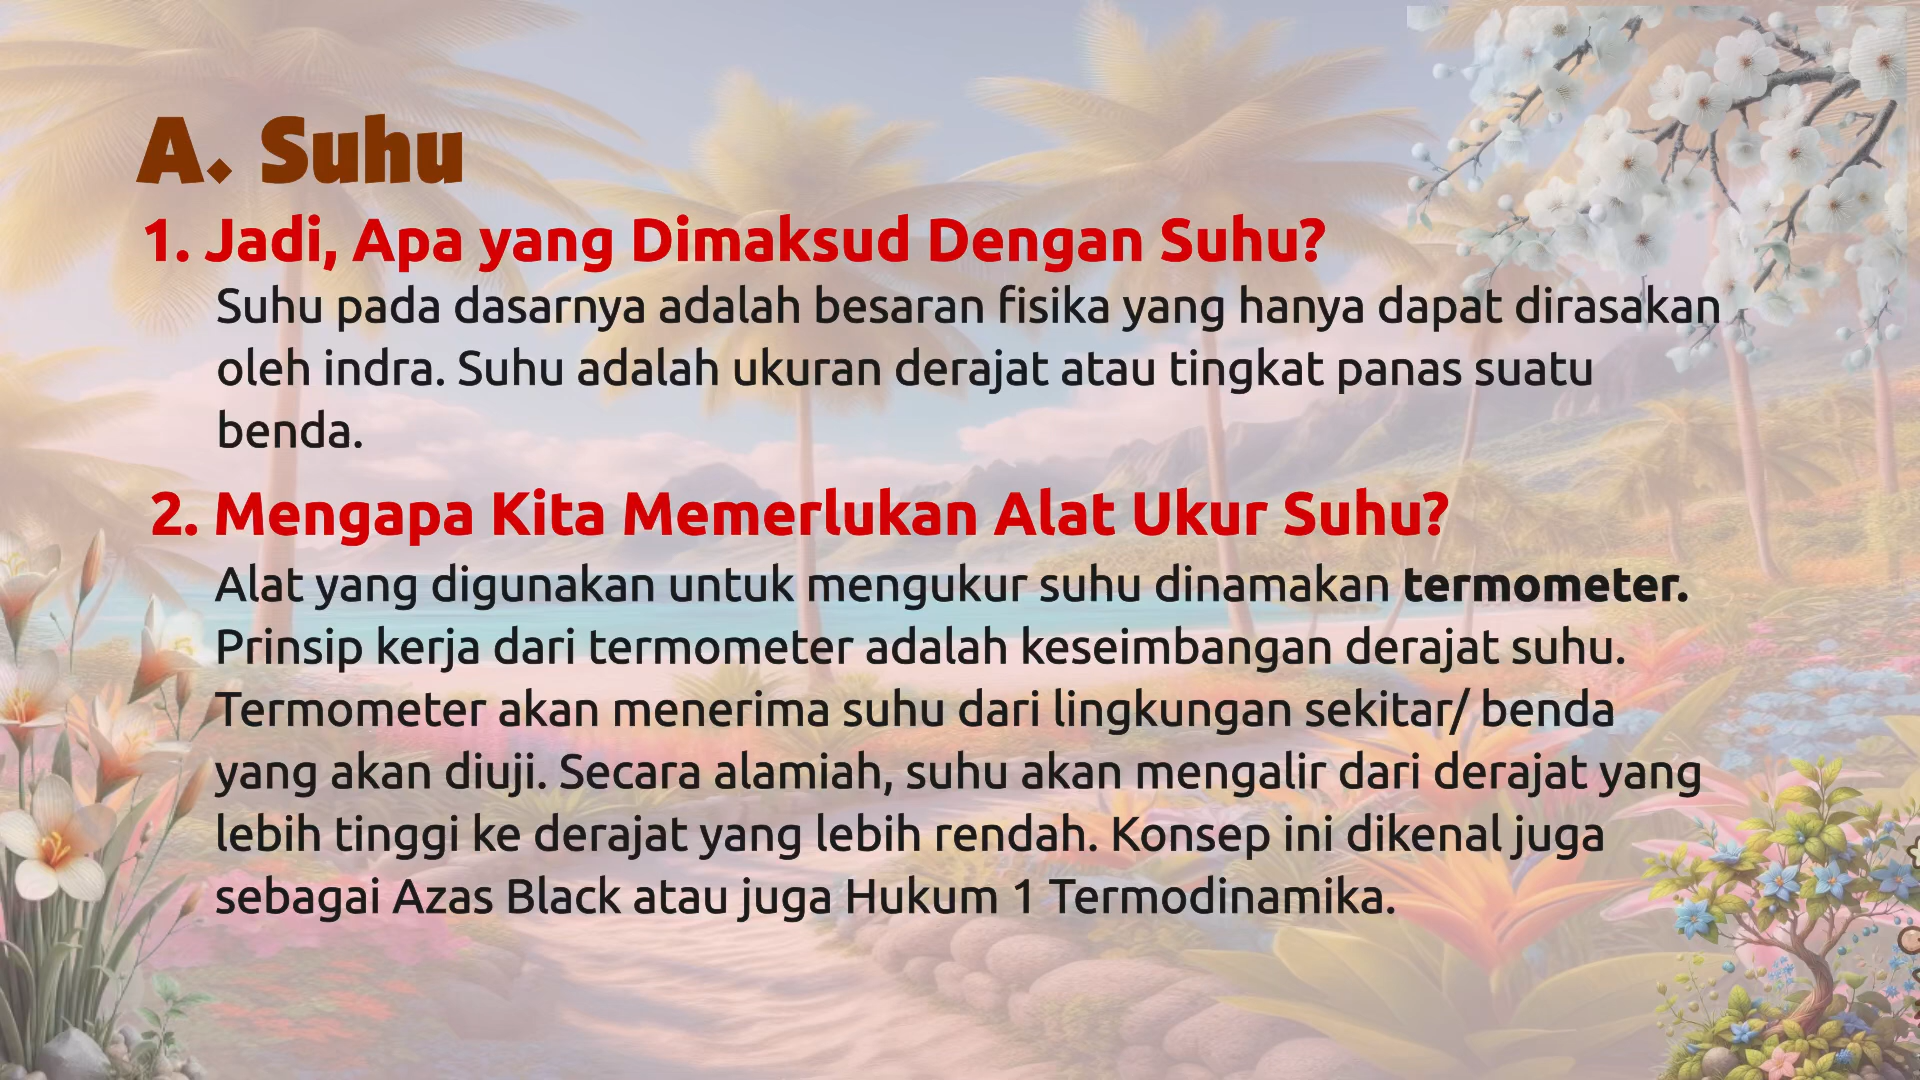 A. Suhu
1. Jadi, Apa yang Dimaksud Dengan Suhu?
Suhu pada dasarnya adalah besaran fisika yang hanya dapat dirasakan
oleh indra. Suhu adalah ukuran derajat atau tingkat panas suatu
benda.
2. Mengapa Kita Memerlukan Alat Ukur Suhu?
Alat yang digunakan untuk mengukur suhu dinamakan termometer.
Prinsip kerja dari termometer adalah keseimbangan derajat suhu.
Termometer akan menerima suhu dari lingkungan sekitar/ benda
yang akan diuji. Secara alamiah, suhu akan mengalir dari derajat yang
lebih tinggi ke derajat yang lebih rendah. Konsep ini dikenal juga
sebagai Azas Black atau juga Hukum 1 Termodinamika.